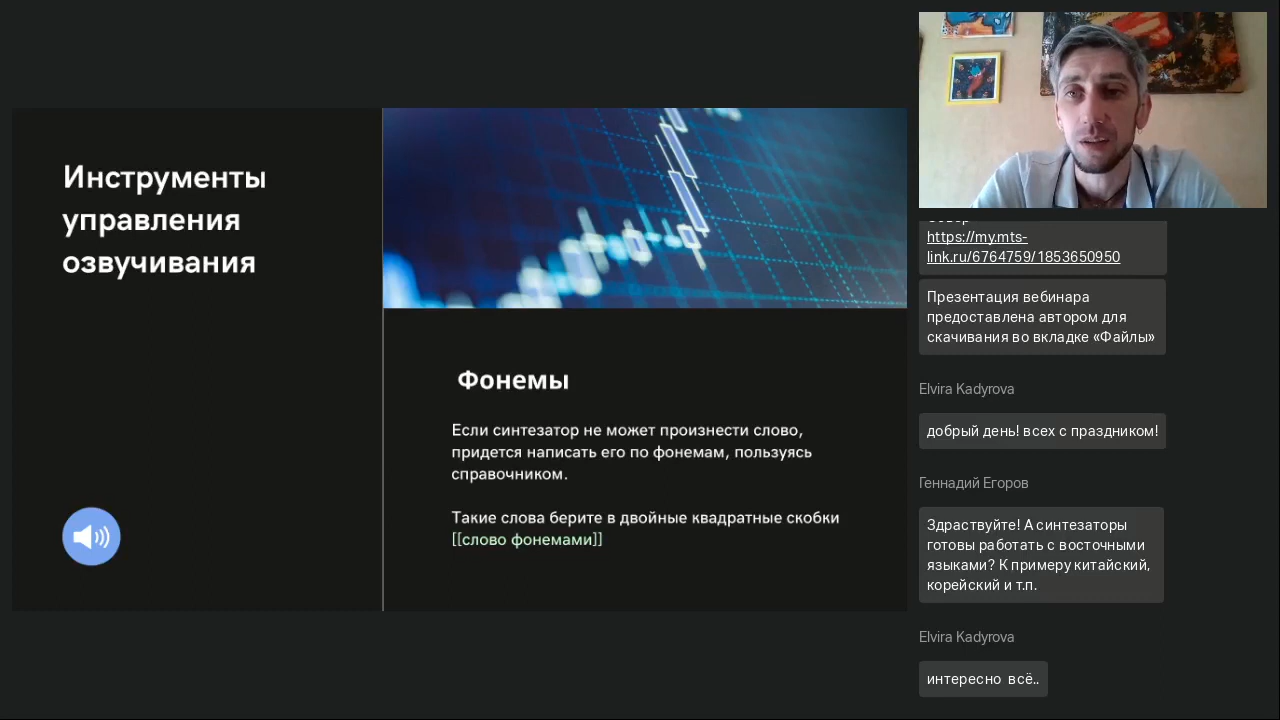 Инструменты
управления
озвучивания
Фонемы
Если синтезатор не может произнести слово,
придется написать его по фонемам, пользуясь
справочником.
Такие слова берите в двойные квадратные скобки
[[слово фонемами]]
https://my.mts-
link.ru/6764759/1853650950
Презентация вебинара
предоставлена автором для
скачивания во вкладке «Файлы»
Elvira Kadyrova
добрый день! всех с праздником!
Геннадий Егоров
Здраствуйте! А синтезаторы
готовы работать с восточными
языками? К примеру китайский,
корейский и т.п.
Elvira Kadyrova
интересно всё..